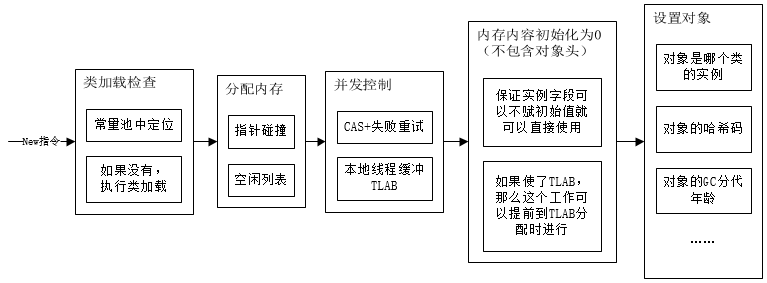 New指令
类加载检查
常量池中定位
如果没有，
执行类加载
分配内存
指针碰撞
空闲列表
并发控制
CAS+失败重试
本地线程缓冲
TLAB
内存内容初始化为0
（不包含对象头）
保证实例字段可
以不赋初始值就
可以直接使用
如果使了TLAB，
那么这个工作可
以提前到TLAB分
配时进行
设置对象
对象是哪个类
的实例
对象的哈希码
对象的GC分代
年龄
……